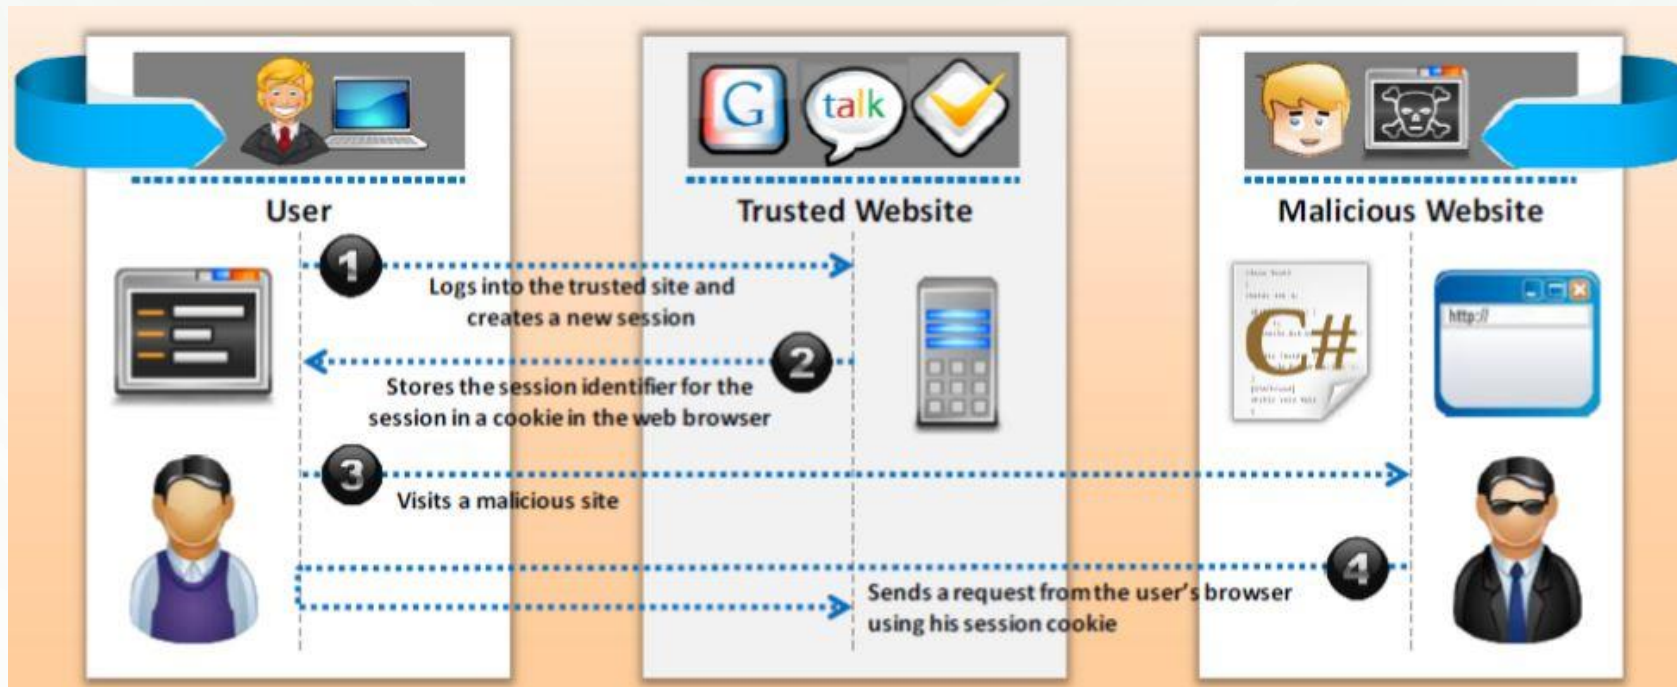 G
talk
User
Trusted Website
Malicious Website
1
Logs into the trusted site and
creates a new session
2
Stores the session identifier for the
session in a cookie in the web browser
3
Visits a malicious site
4
Sends a request from the user's browser
using his session cookie
C#
http://